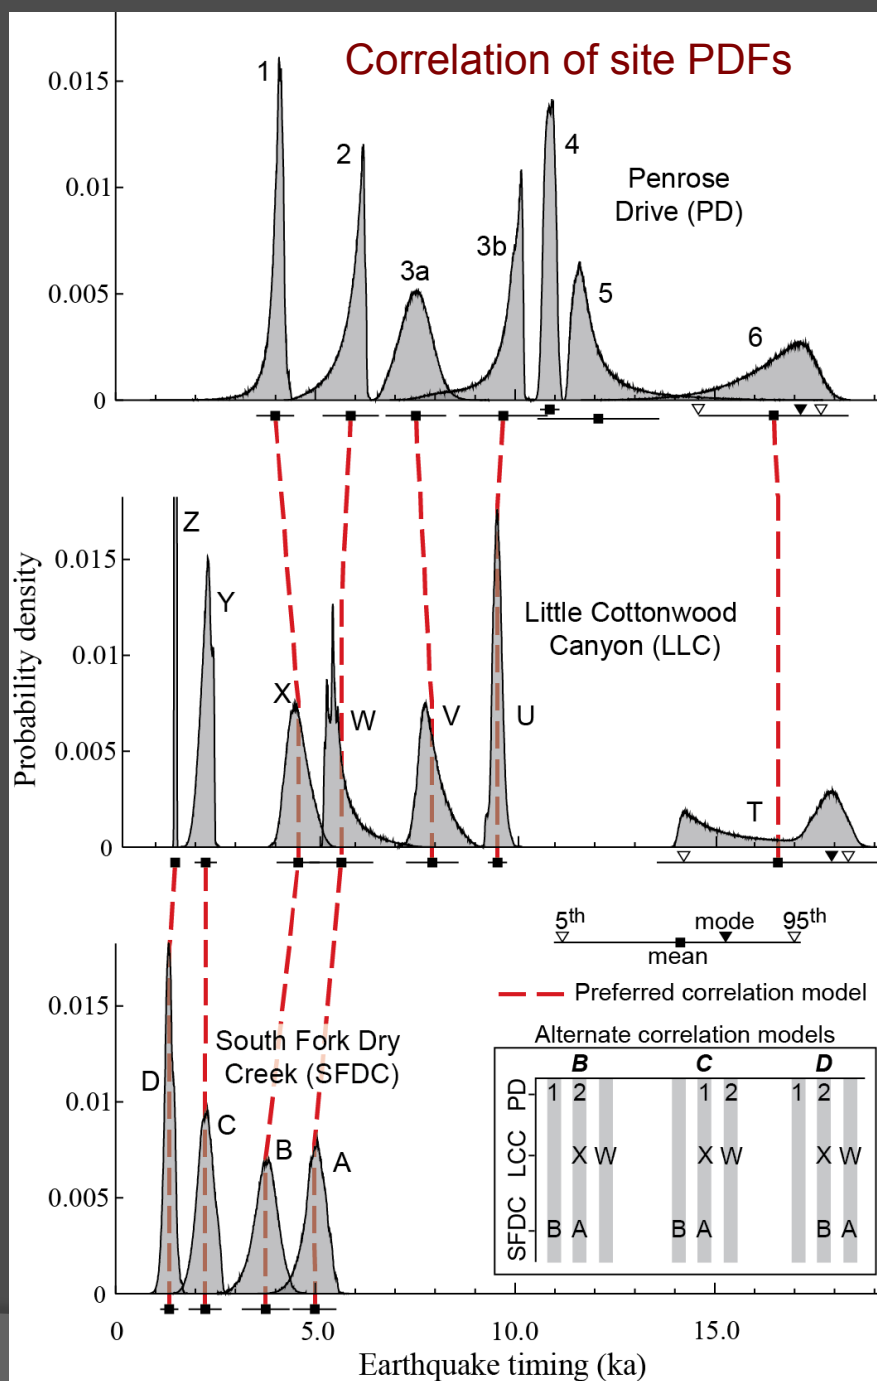 Correlation of site PDFs
0.015
0.01
0.005
0
1
2
3a
3b
4
5
6
Penrose
Drive (PD)
Probability density
0.015
0.01
0.005
0
Z
Y
X
W
V
U
T
Little Cottonwood
Canyon (LLC)
5th
mode
95th
mean
Preferred correlation model
0.015
0.01
0.005
0
D
C
B
A
South Fork Dry
Creek (SFDC)
Alternate correlation models
B C D
PD 1 2 1 2 1 2
LCC X W X W X W
SFDC B A B A B A
0 5.0 10.0 15.0
Earthquake timing (ka)